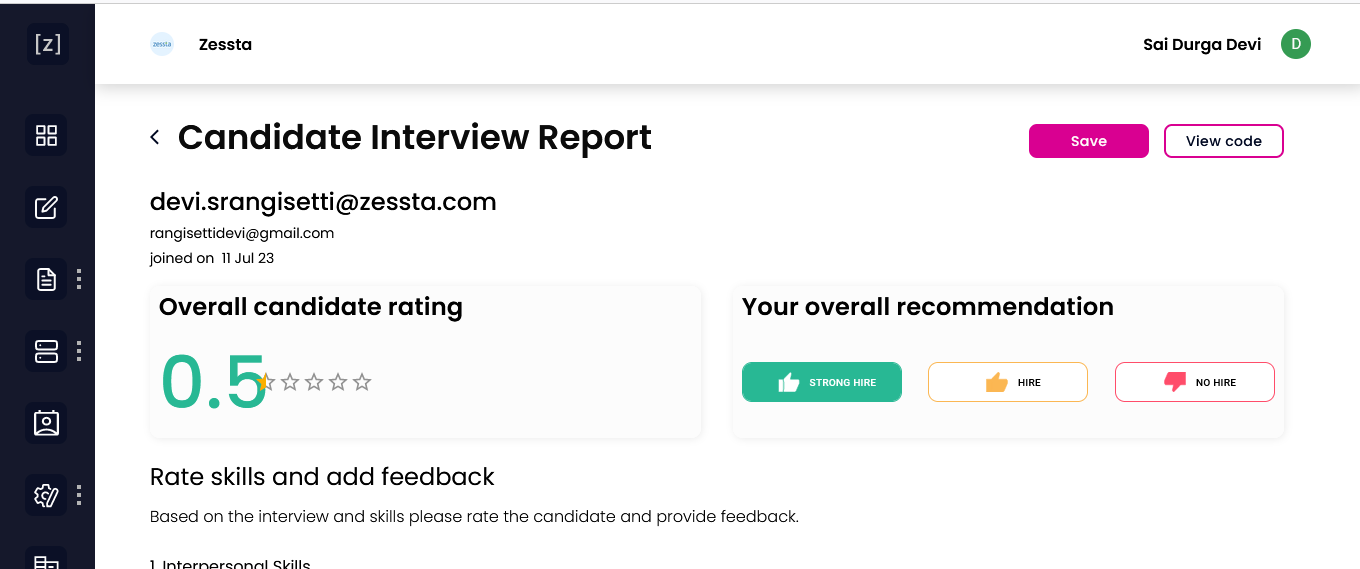 [z]
zessta
Zessta
Sai Durga Devi
D
Candidate Interview Report
Save
View code
devi.srangisetti@zessta.com
rangisettidevi@gmail.com
joined on 11 Jul 23
Overall candidate rating
0.5
Your overall recommendation
STRONG HIRE
HIRE
NO HIRE
Rate skills and add feedback
Based on the interview and skills please rate the candidate and provide feedback.
1. Interpersonal Skills